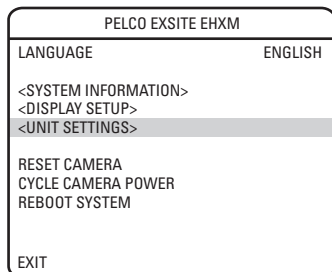 PELCO EXSITE EHXM
LANGUAGE ENGLISH
<SYSTEM INFORMATION>
<DISPLAY SETUP>
<UNIT SETTINGS>
RESET CAMERA
CYCLE CAMERA POWER
REBOOT SYSTEM
EXIT